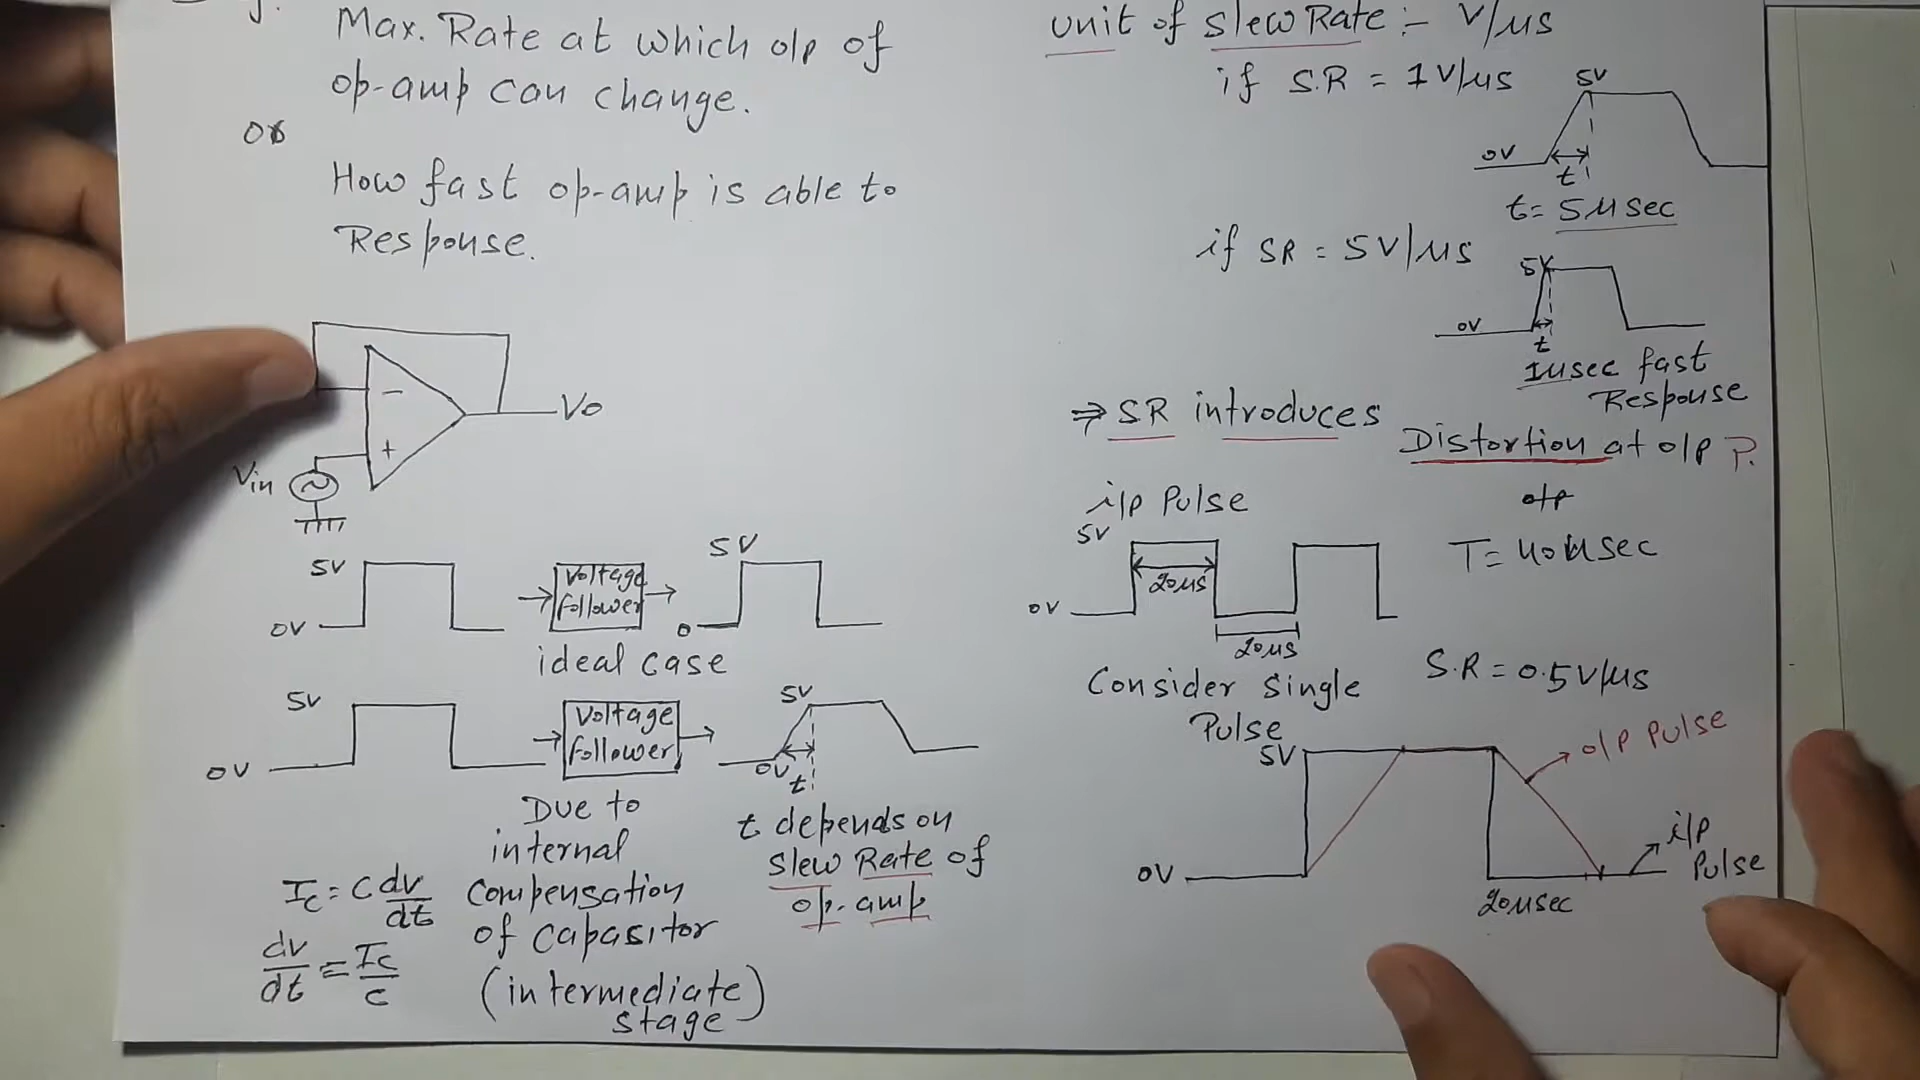 Max. Rate at which o/p of
op-amp can change.
or
How fast op-amp is able to
Response.
-
+
Vo
Vin
5V
0V
Voltage
follower
5V
0
ideal case
5V
0V
Voltage
follower
5V
0V
t
Due to
internal
compensation
of capasitor
(intermediate)
stage
t depends on
Slew Rate of
op-amp
Ic = C dv/dt
dv/dt = Ic/c
Unit of Slew Rate :- V/μs
if S.R = 1V/μs
5V
0V
t
t = 5μsec
if SR = 5V/μs
5V
0V
t
1μsec fast
Response
⇒ SR introduces
Distortion at o/p P.
i/p Pulse
o/p
5V
0V
20μs
20μs
T = 40μsec
Consider Single
Pulse
S.R = 0.5V/μs
5V
0V
o/p Pulse
i/p
Pulse
20μsec